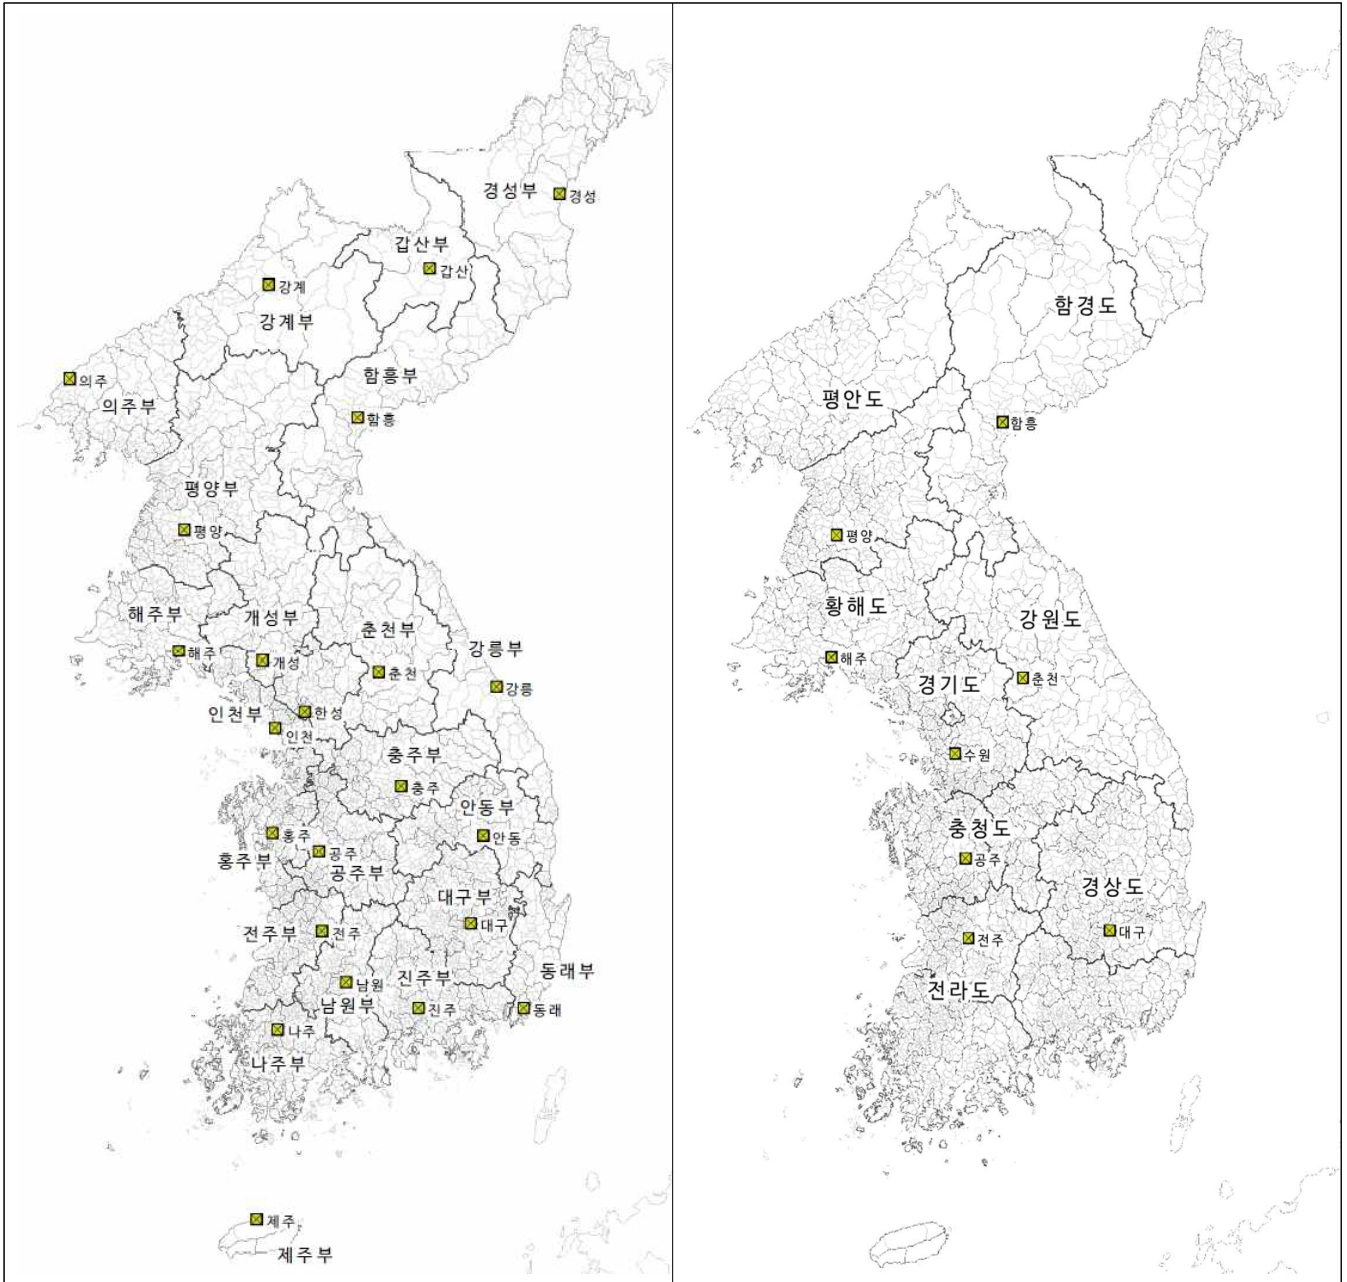 경성부
경성
갑산부
갑산
강계
강계부
함흥부
의주
의주부
함흥
평양부
평양
해주부
개성부
춘천부
강릉부
해주
개성
춘천
강릉
인천부
한성
인천
충주부
충주
안동부
홍주
안동
홍주부
공주
공주부
대구부
전주부
전주
대구
진주부
동래부
남원
남원부
진주
동래
나주
나주부
제주
제주부
함경도
평안도
함흥
평양
황해도
강원도
해주
경기도
춘천
수원
충청도
공주
경상도
전주
대구
전라도